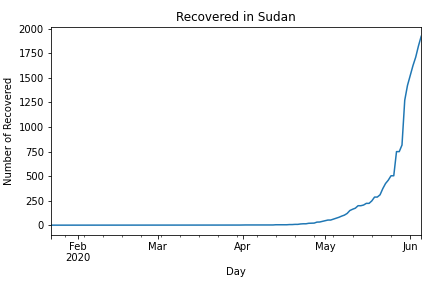 Recovered in Sudan
Number of Recovered
2000
1750
1500
1250
1000
750
500
250
0
Feb
2020
Mar
Apr
May
Jun
Day